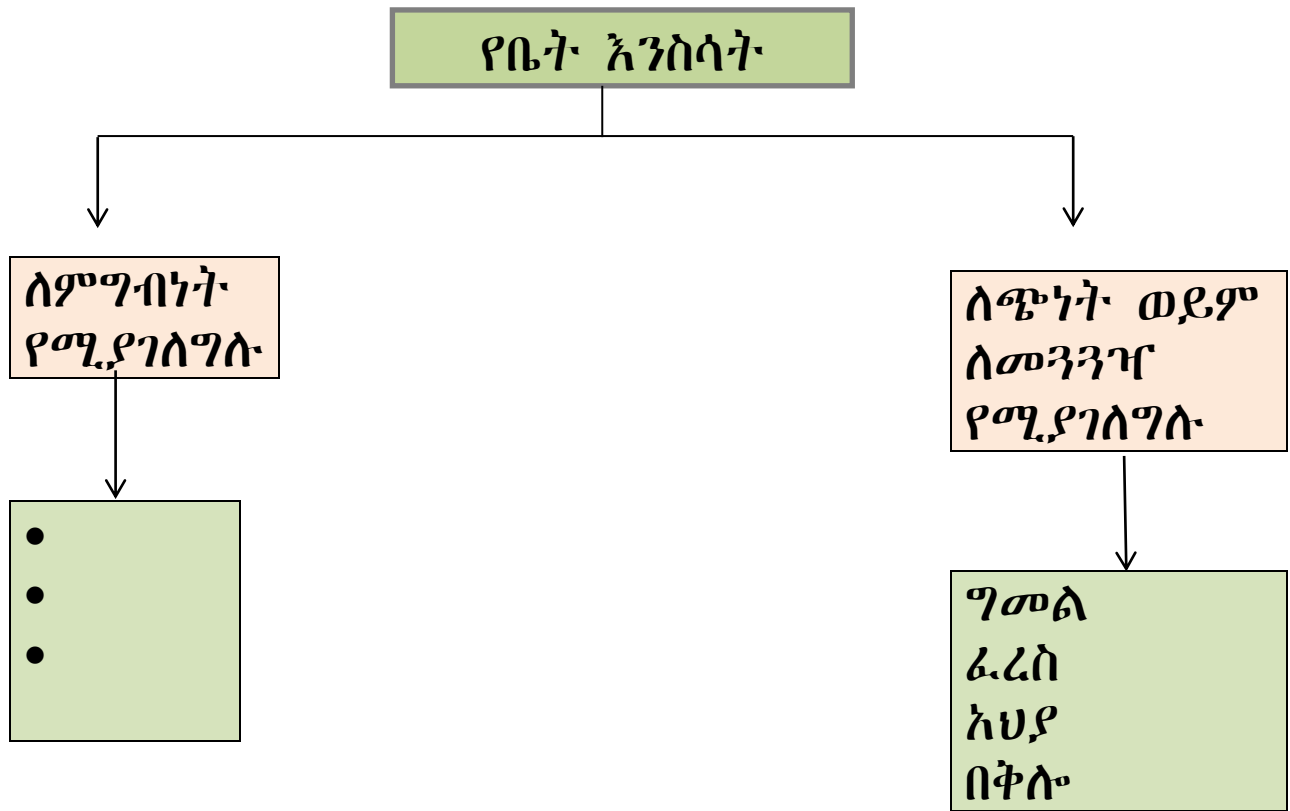 የቤት እንስሳት
ለምግብነት
የሚያገለግሉ
ለጭነት ወይም
ለመጓጓዣ
የሚያገለግሉ
•
•
•
ግመል
ፈረስ
አህያ
በቅሎ